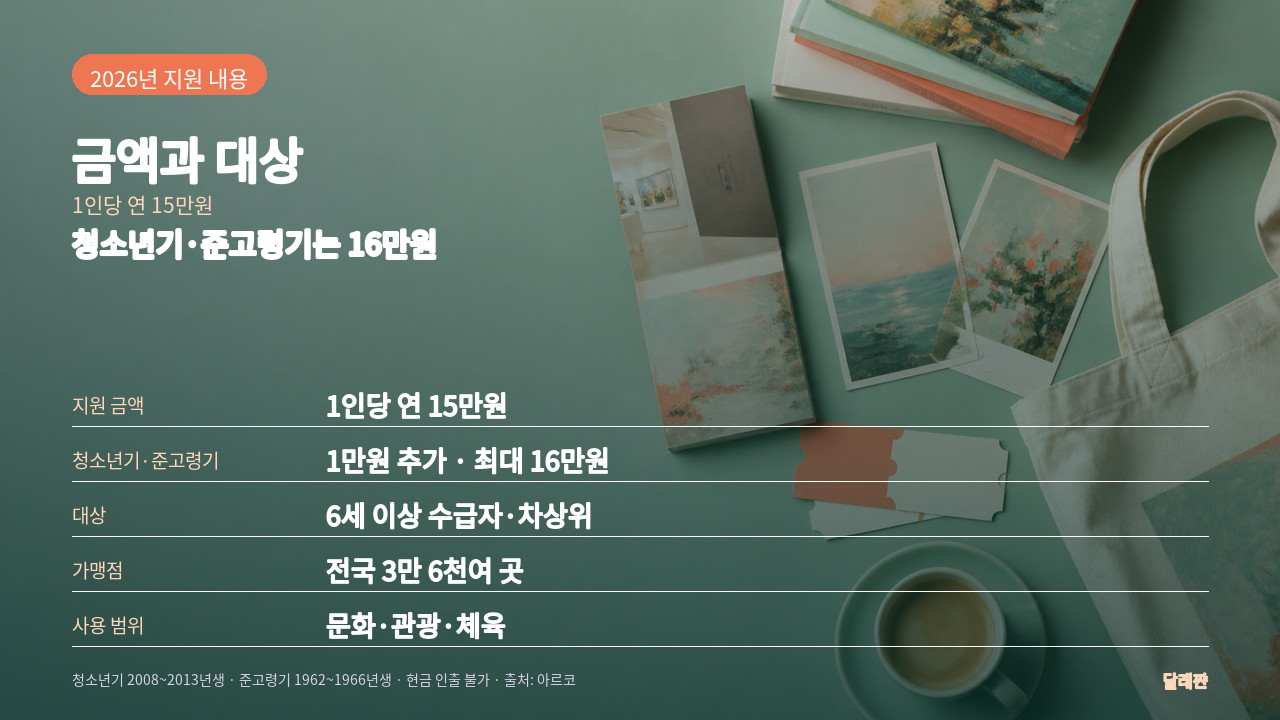 2026년 지원 내용
금액과 대상
1인당 연 15만원
청소년기·준고령기는 16만원
지원 금액 1인당 연 15만원
청소년기·준고령기 1만원 추가 · 최대 16만원
대상 6세 이상 수급자·차상위
가맹점 전국 3만 6천여 곳
사용 범위 문화·관광·체육
청소년기 2008~2013년생 · 준고령기 1962~1966년생 · 현금 인출 불가 · 출처: 아르코